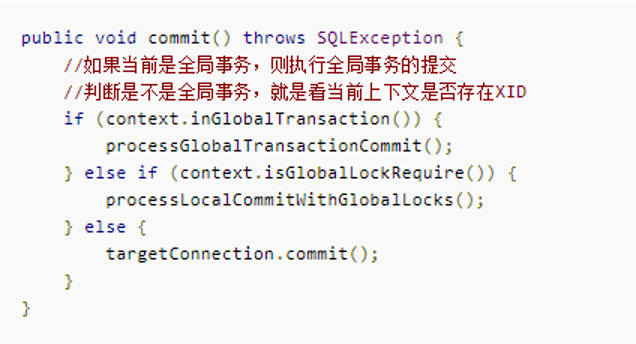 public void commit() throws SQLException {
//如果当前是全局事务，则执行全局事务的提交
//判断是不是全局事务，就是看当前上下文是否存在XID
if (context.inGlobalTransaction()) {
processGlobalTransactionCommit();
} else if (context.isGlobalLockRequire()) {
processLocalCommitWithGlobalLocks();
} else {
targetConnection.commit();
}
}